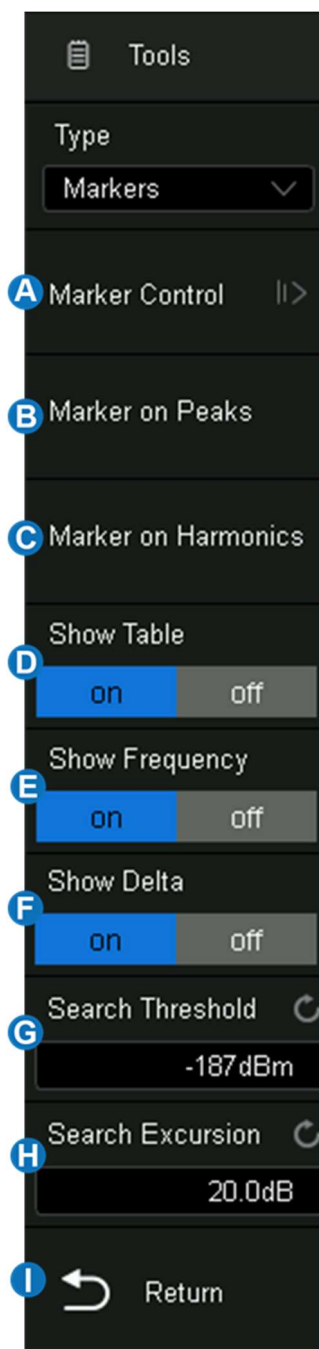 Tools
Type
Markers
A Marker Control
B Marker on Peaks
C Marker on Harmonics
Show Table
D
on off
Show Frequency
E
on off
Show Delta
F
on off
Search Threshold
G
-187dBm
Search Excursion
H
20.0dB
I Return